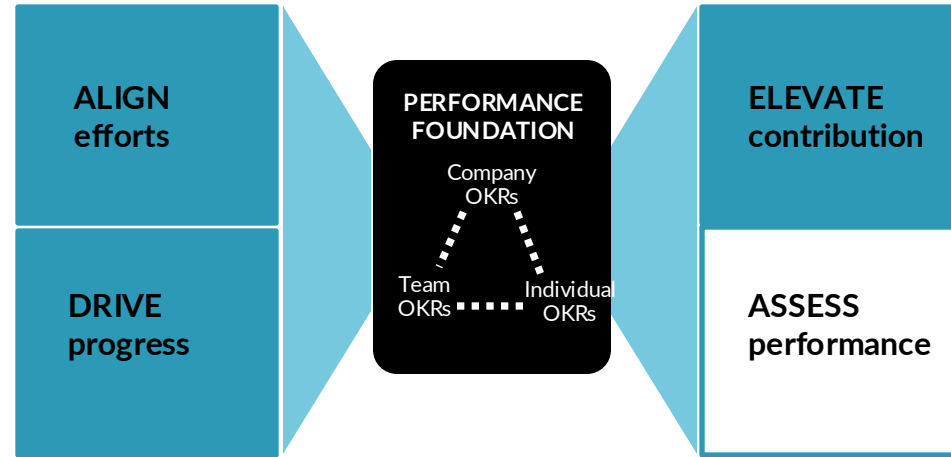 ALIGN
efforts
DRIVE
progress
PERFORMANCE
FOUNDATION
Company
OKRs
Team
OKRs
Individual
OKRs
ELEVATE
contribution
ASSESS
performance